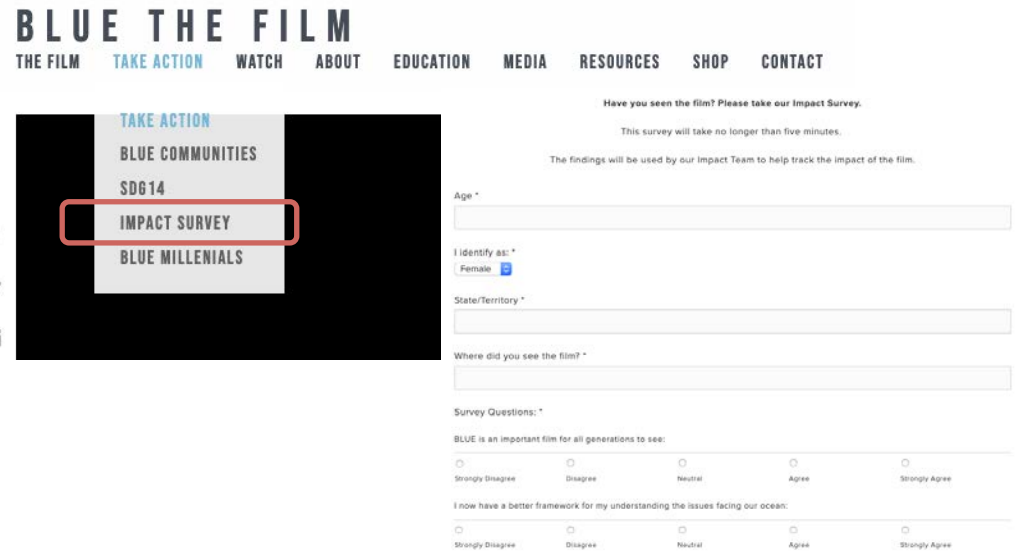 BLUE THE FILM
THE FILM TAKE ACTION WATCH ABOUT EDUCATION MEDIA RESOURCES SHOP CONTACT
TAKE ACTION
BLUE COMMUNITIES
SDG14
IMPACT SURVEY
BLUE MILLENIALS
Have you seen the film? Please take our Impact Survey.
This survey will take no longer than five minutes.
The findings will be used by our Impact Team to help track the impact of the film.
Age *
I identify as: *
Female
State/Territory *
Where did you see the film? *
Survey Questions: *
BLUE is an important film for all generations to see:
Strongly Disagree Disagree Neutral Agree Strongly Agree
I now have a better framework for my understanding the issues facing our ocean:
Strongly Disagree Disagree Neutral Agree Strongly Agree